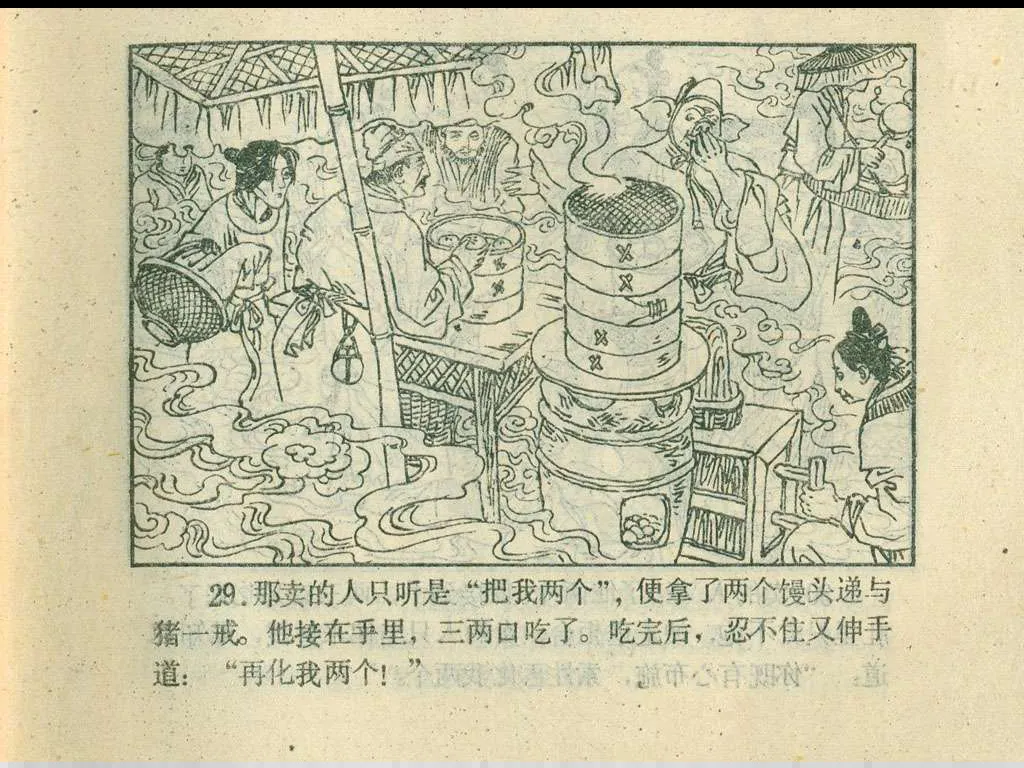 29.那卖的人只听是“把我两个”，便拿了两个馒头递与
猪一戒。他接在手里，三两口吃了。吃完后，忍不住又伸手
道：“再化我两个！”